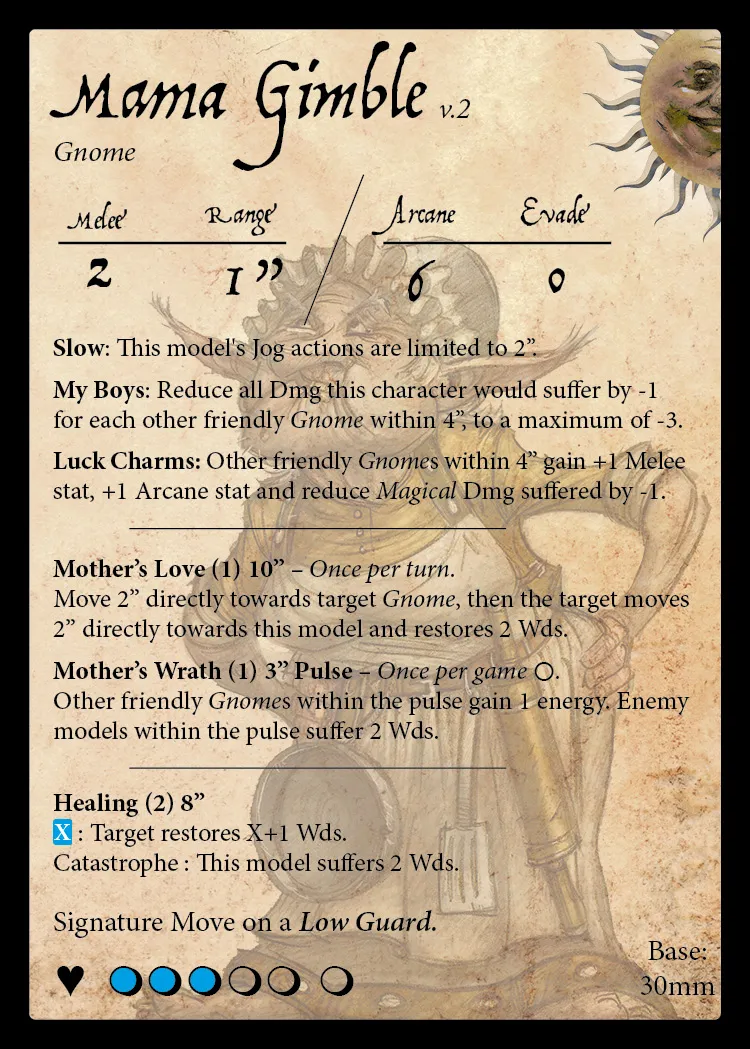 Mama Gimble v.2
Gnome
Melee Range Arcane Evade
2 1” 6 0
Slow: This model's Jog actions are limited to 2”.
My Boys: Reduce all Dmg this character would suffer by -1
for each other friendly Gnome within 4”, to a maximum of -3.
Luck Charms: Other friendly Gnomes within 4” gain +1 Melee
stat, +1 Arcane stat and reduce Magical Dmg suffered by -1.
Mother’s Love (1) 10” – Once per turn.
Move 2” directly towards target Gnome, then the target moves
2” directly towards this model and restores 2 Wds.
Mother’s Wrath (1) 3” Pulse – Once per game ○.
Other friendly Gnomes within the pulse gain 1 energy. Enemy
models within the pulse suffer 2 Wds.
Healing (2) 8”
X : Target restores X+1 Wds.
Catastrophe : This model suffers 2 Wds.
Signature Move on a Low Guard.
Base:
30mm